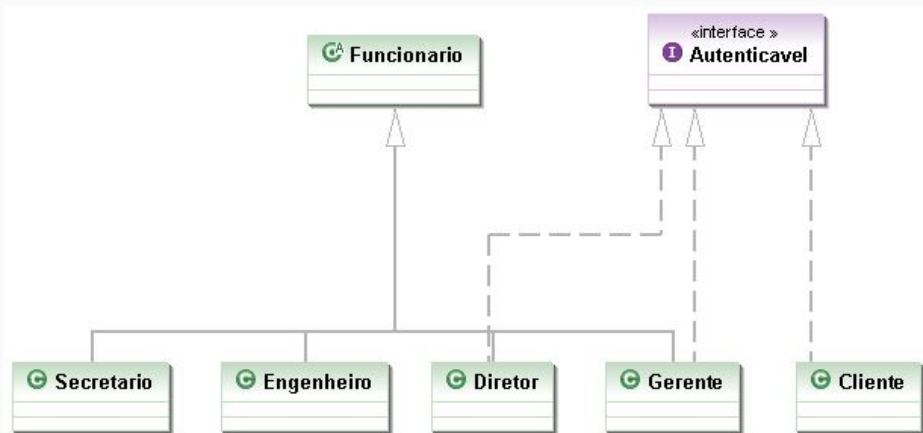 «interface »
Funcionario
Autenticavel
Secretario
Engenheiro
Diretor
Gerente
Cliente